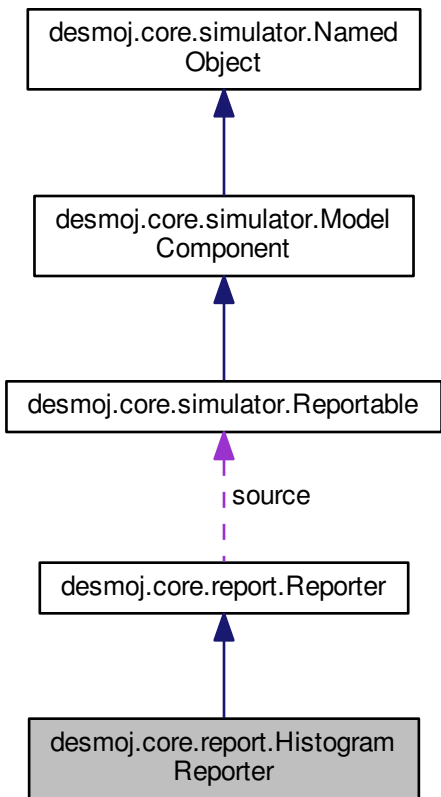 desmoj.core.simulator.Named
Object
desmoj.core.simulator.Model
Component
desmoj.core.simulator.Reportable
source
desmoj.core.report.Reporter
desmoj.core.report.Histogram
Reporter